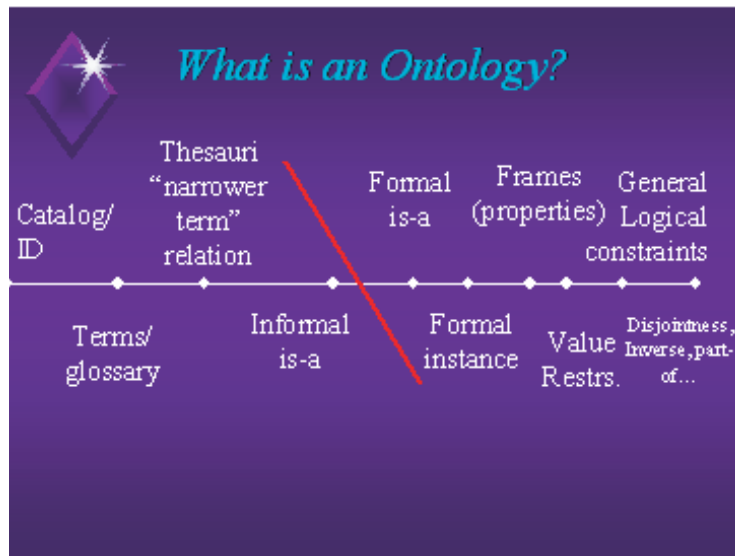 What is an Ontology?
Catalog/
ID
Thesauri
“narrower
term”
relation
Formal
is-a
Frames
(properties)
General
Logical
constraints
Terms/
glossary
Informal
is-a
Formal
instance
Value
Restrs.
Disjointness,
Inverse,part-
of...